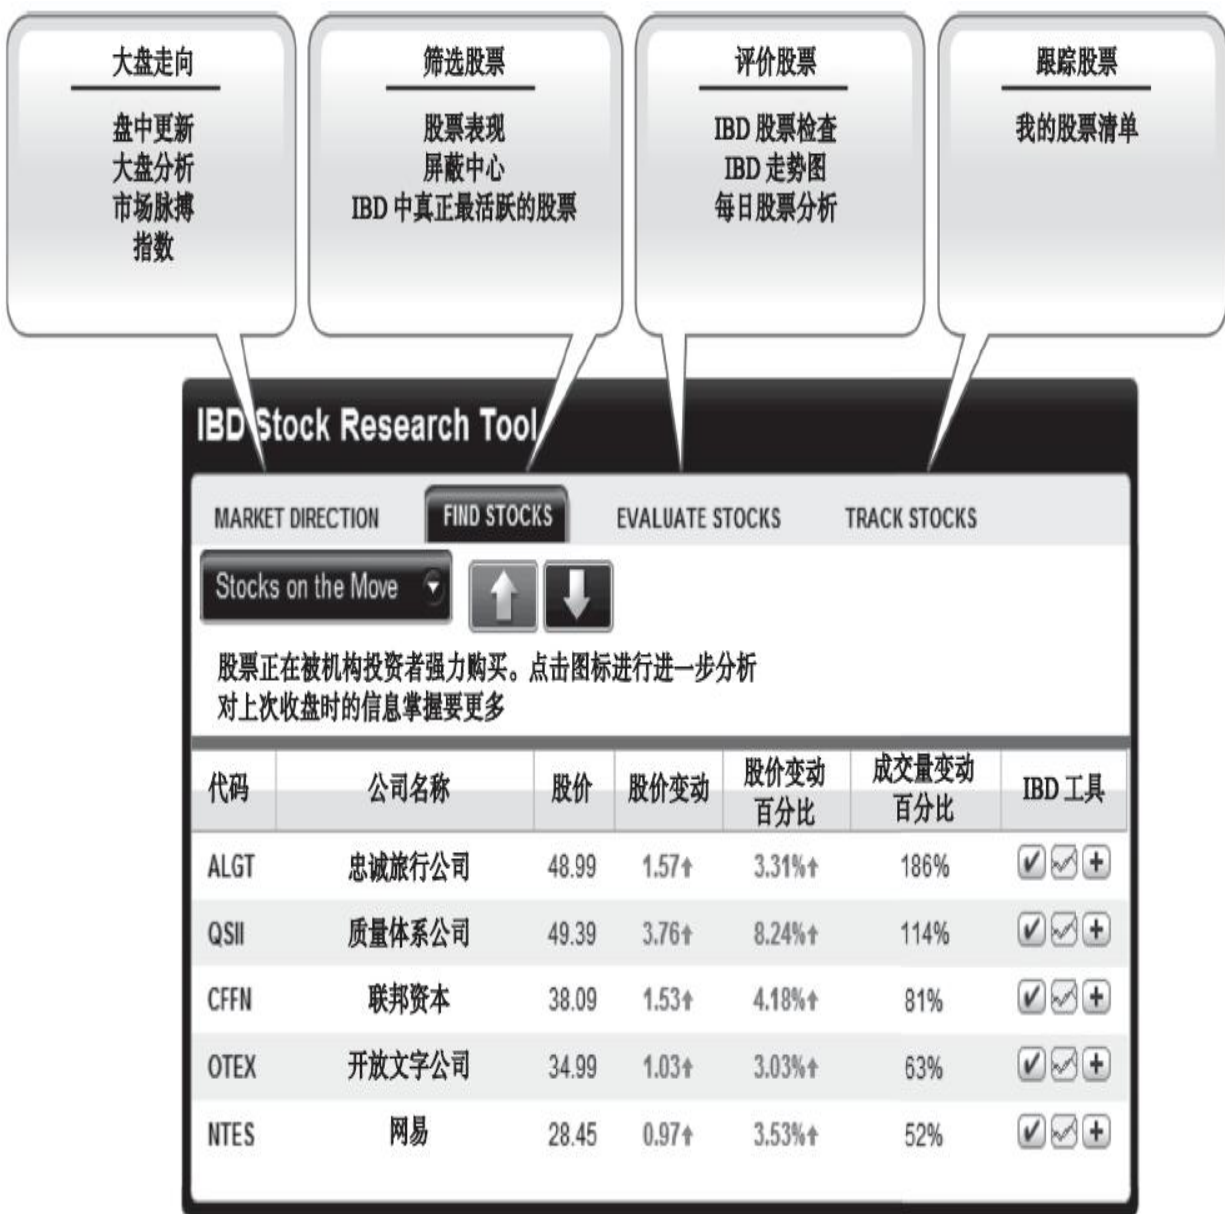 大盘走向
盘中更新
大盘分析
市场脉搏
指数
筛选股票
股票表现
屏蔽中心
IBD 中真正最活跃的股票
评价股票
IBD 股票检查
IBD 走势图
每日股票分析
跟踪股票
我的股票清单
IBD Stock Research Tool
MARKET DIRECTION FIND STOCKS EVALUATE STOCKS TRACK STOCKS
Stocks on the Move
股票正在被机构投资者强力购买。点击图标进行进一步分析
对上次收盘时的信息掌握要更多
代码 公司名称 股价 股价变动 股价变动百分比 成交量变动百分比 IBD 工具
ALGT 忠诚旅行公司 48.99 1.57↑ 3.31%↑ 186%
QSII 质量体系公司 49.39 3.76↑ 8.24%↑ 114%
CFFN 联邦资本 38.09 1.53↑ 4.18%↑ 81%
OTEX 开放文字公司 34.99 1.03↑ 3.03%↑ 63%
NTES 网易 28.45 0.97↑ 3.53%↑ 52%